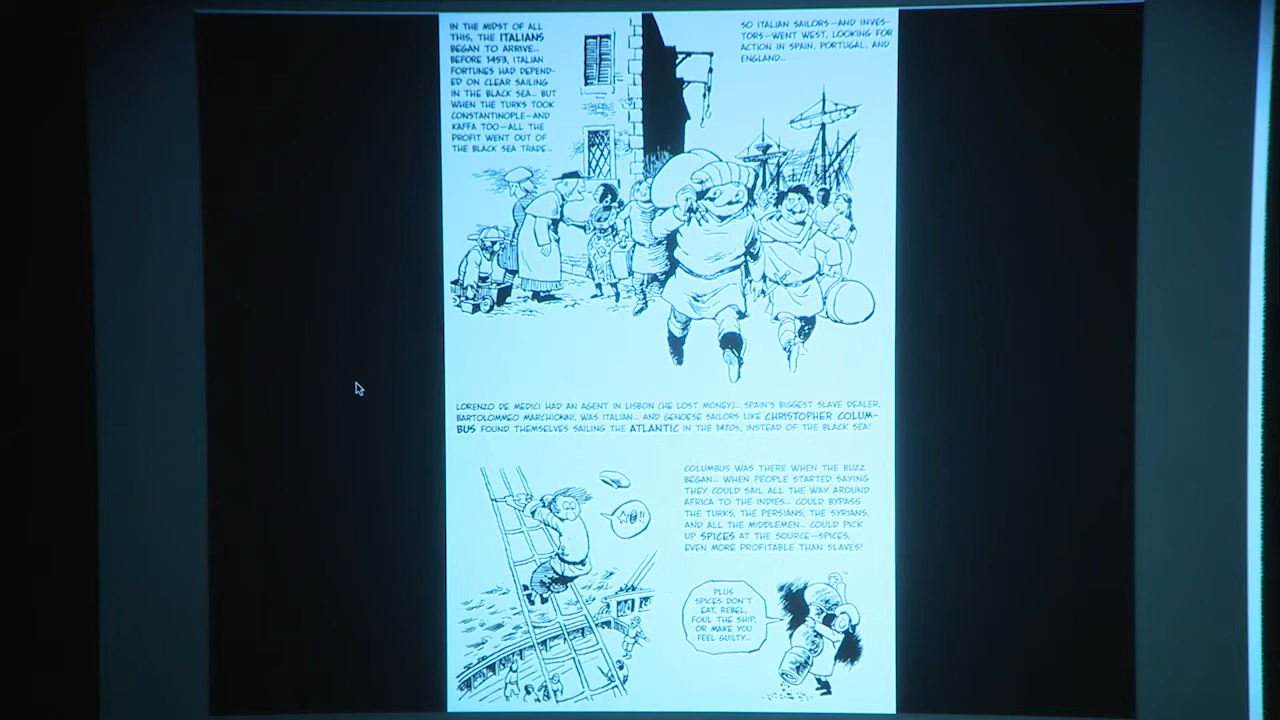 IN THE MIDST OF ALL
THIS, THE ITALIANS
BEGAN TO ARRIVE...
BEFORE 1453, ITALIAN
FORTUNES HAD DEPEND-
ED ON CLEAR SAILING
IN THE BLACK SEA... BUT
WHEN THE TURKS TOOK
CONSTANTINOPLE—AND
KAFFA TOO—ALL THE
PROFIT WENT OUT OF
THE BLACK SEA TRADE...
SO ITALIAN SAILORS—AND INVES-
TORS—WENT WEST, LOOKING FOR
ACTION IN SPAIN, PORTUGAL, AND
ENGLAND...
LORENZO DE MEDICI HAD AN AGENT IN LISBON (HE LOST MONEY)... SPAIN'S BIGGEST SLAVE DEALER,
BARTOLOMMEO MARCHIONNI, WAS ITALIAN... AND GENOESE SAILORS LIKE CHRISTOPHER COLUM-
BUS FOUND THEMSELVES SAILING THE ATLANTIC IN THE 1470S, INSTEAD OF THE BLACK SEA!
COLUMBUS WAS THERE WHEN THE BUZZ
BEGAN... WHEN PEOPLE STARTED SAYING
THEY COULD SAIL ALL THE WAY AROUND
AFRICA TO THE INDIES... COULD BYPASS
THE TURKS, THE PERSIANS, THE SYRIANS,
AND ALL THE MIDDLEMEN... COULD PICK
UP SPICES AT THE SOURCE—SPICES,
EVEN MORE PROFITABLE THAN SLAVES!
PLUS
SPICES DON'T
EAT, REBEL,
FOUL THE SHIP,
OR MAKE YOU
FEEL GUILTY...